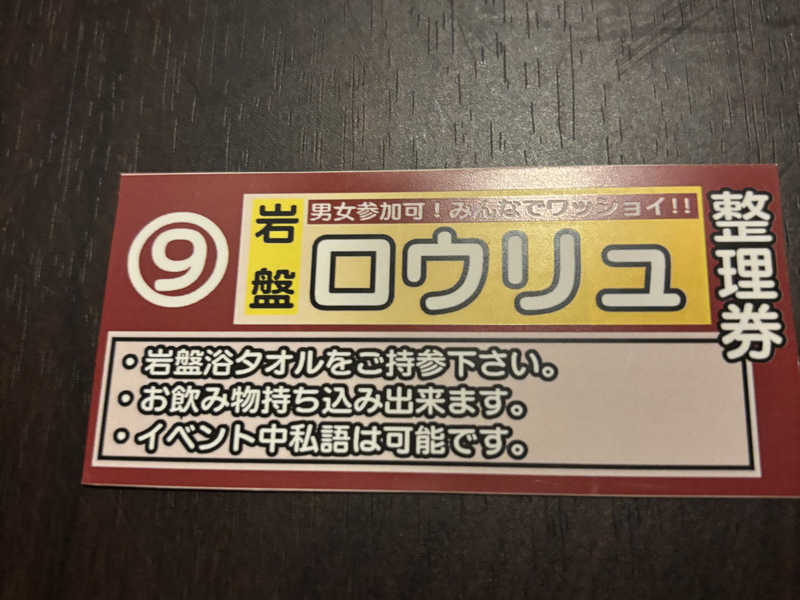 ⑨
岩盤
男女参加可！みんなでワッショイ!!
ロウリュ
整理券
・岩盤浴タオルをご持参下さい。
・お飲み物持ち込み出来ます。
・イベント中私語は可能です。